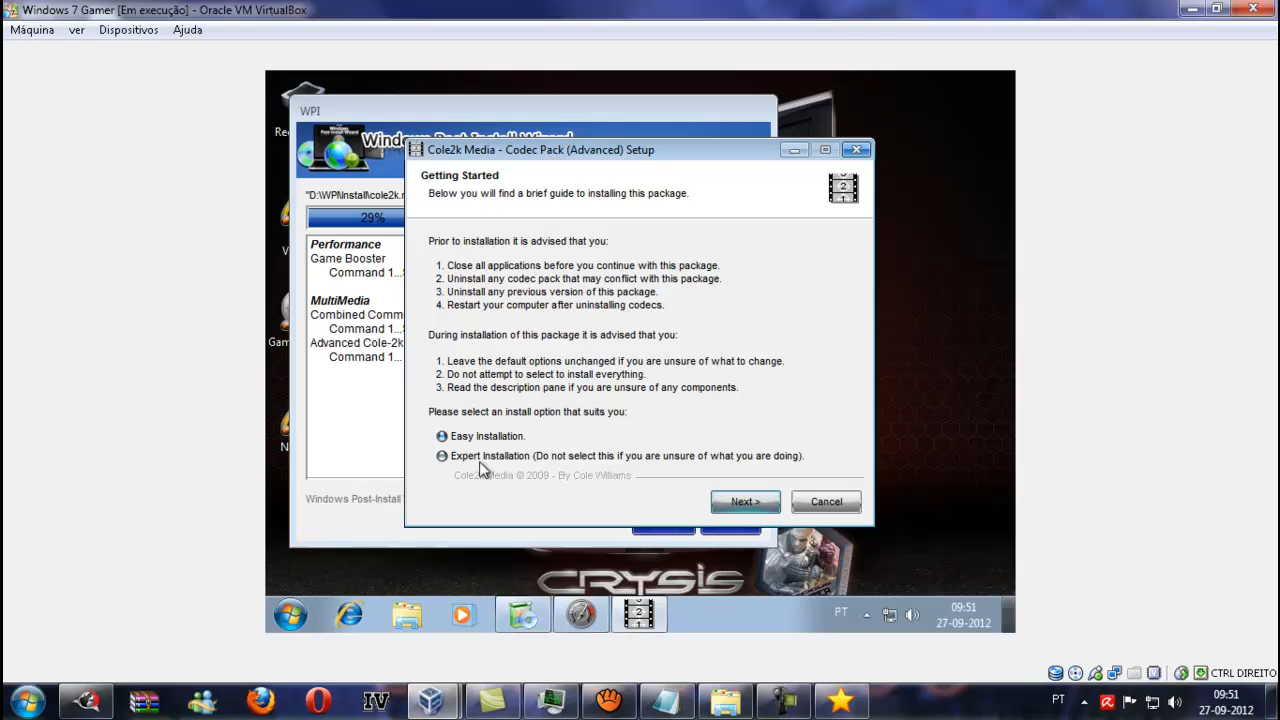 Windows 7 Gamer [Em execução] - Oracle VM VirtualBox
Máquina ver Dispositivos Ajuda
WPI
Windows Post-Install Wizard
"D:\WPI\Install\cole2k.
29%
Performance
Game Booster
Command 1...
MultiMedia
Combined Comm
Command 1...
Advanced Cole-2k
Command 1...
Windows Post-Install
Cole2k Media - Codec Pack (Advanced) Setup
Getting Started
Below you will find a brief guide to installing this package.
Prior to installation it is advised that you:
1. Close all applications before you continue with this package.
2. Uninstall any codec pack that may conflict with this package.
3. Uninstall any previous version of this package.
4. Restart your computer after uninstalling codecs.
During installation of this package it is advised that you:
1. Leave the default options unchanged if you are unsure of what to change.
2. Do not attempt to select to install everything.
3. Read the description pane if you are unsure of any components.
Please select an install option that suits you:
Easy Installation.
Expert Installation (Do not select this if you are unsure of what you are doing).
Cole2k Media © 2009 - By Cole Williams
Next >
Cancel
Rec
Gam
CRYSIS
PT
09:51
27-09-2012
CTRL DIREITO
IV
PT
09:51
27-09-2012